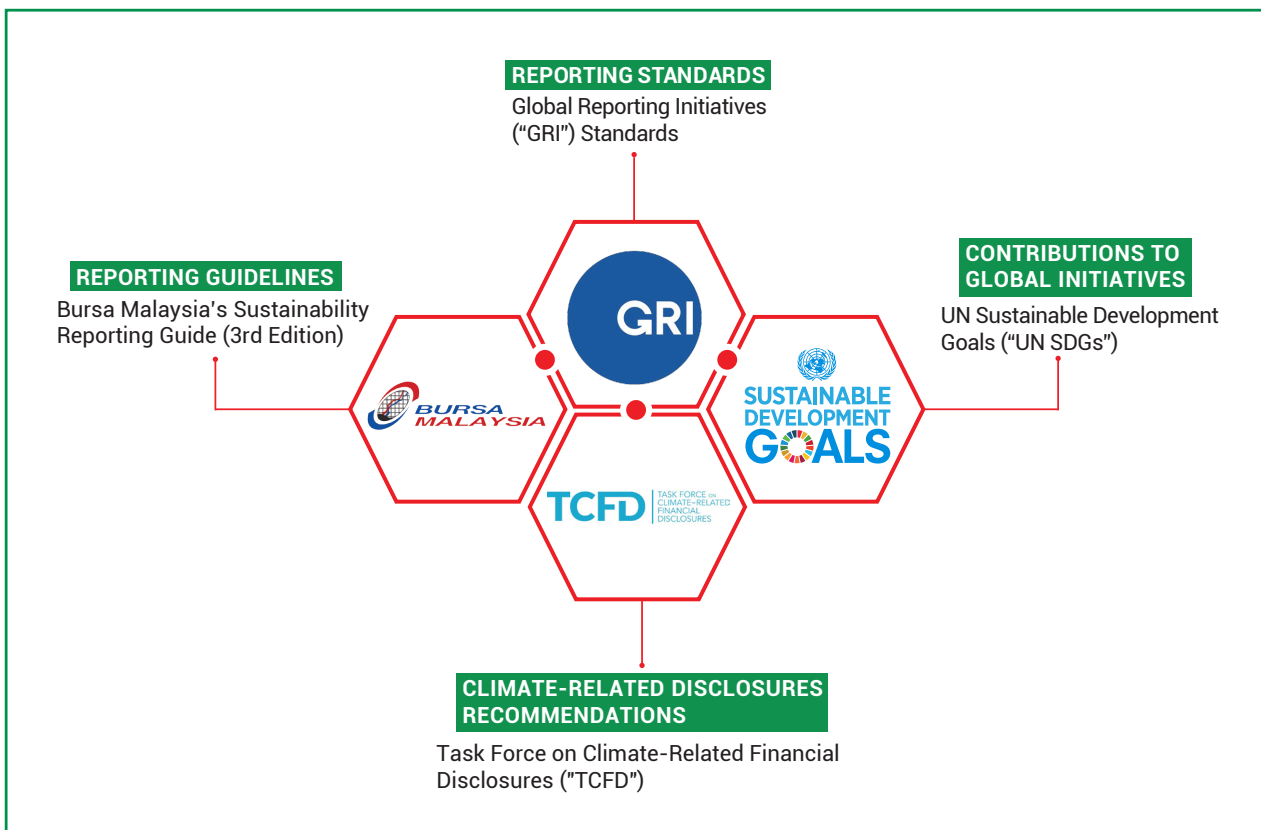 REPORTING STANDARDS
Global Reporting Initiatives
(“GRI”) Standards
GRI
REPORTING GUIDELINES
Bursa Malaysia's Sustainability
Reporting Guide (3rd Edition)
BURSA
MALAYSIA
CONTRIBUTIONS TO
GLOBAL INITIATIVES
UN Sustainable Development
Goals (“UN SDGs”)
SUSTAINABLE
DEVELOPMENT
GOALS
TCFD
TASK FORCE ON
CLIMATE-RELATED
FINANCIAL
DISCLOSURES
CLIMATE-RELATED DISCLOSURES
RECOMMENDATIONS
Task Force on Climate-Related Financial
Disclosures ("TCFD")